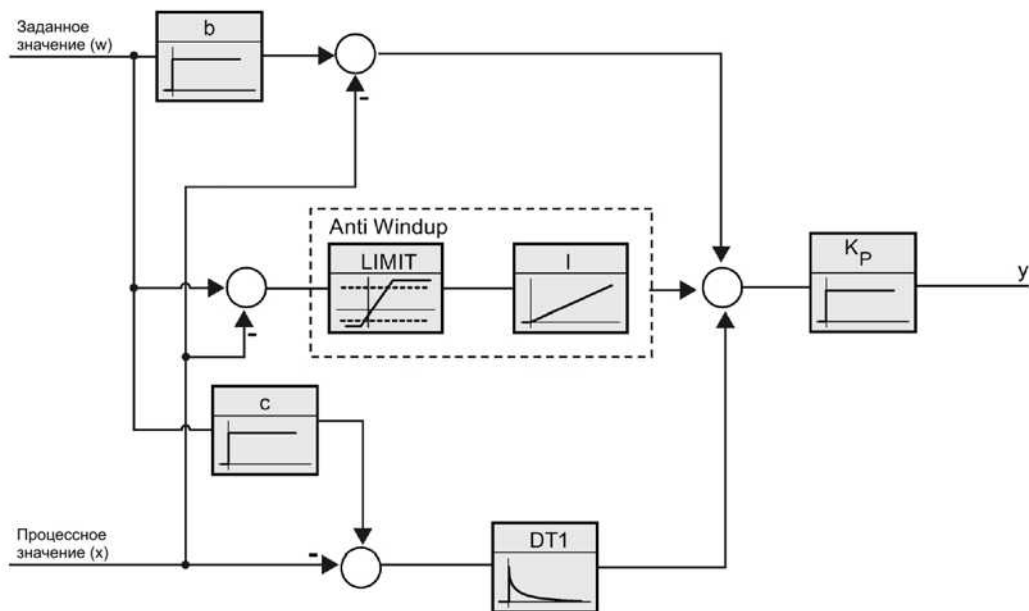 Заданное
значение (w)
b
-
Anti Windup
LIMIT
I
K_P
y
-
c
Процессное
значение (x)
-
DT1